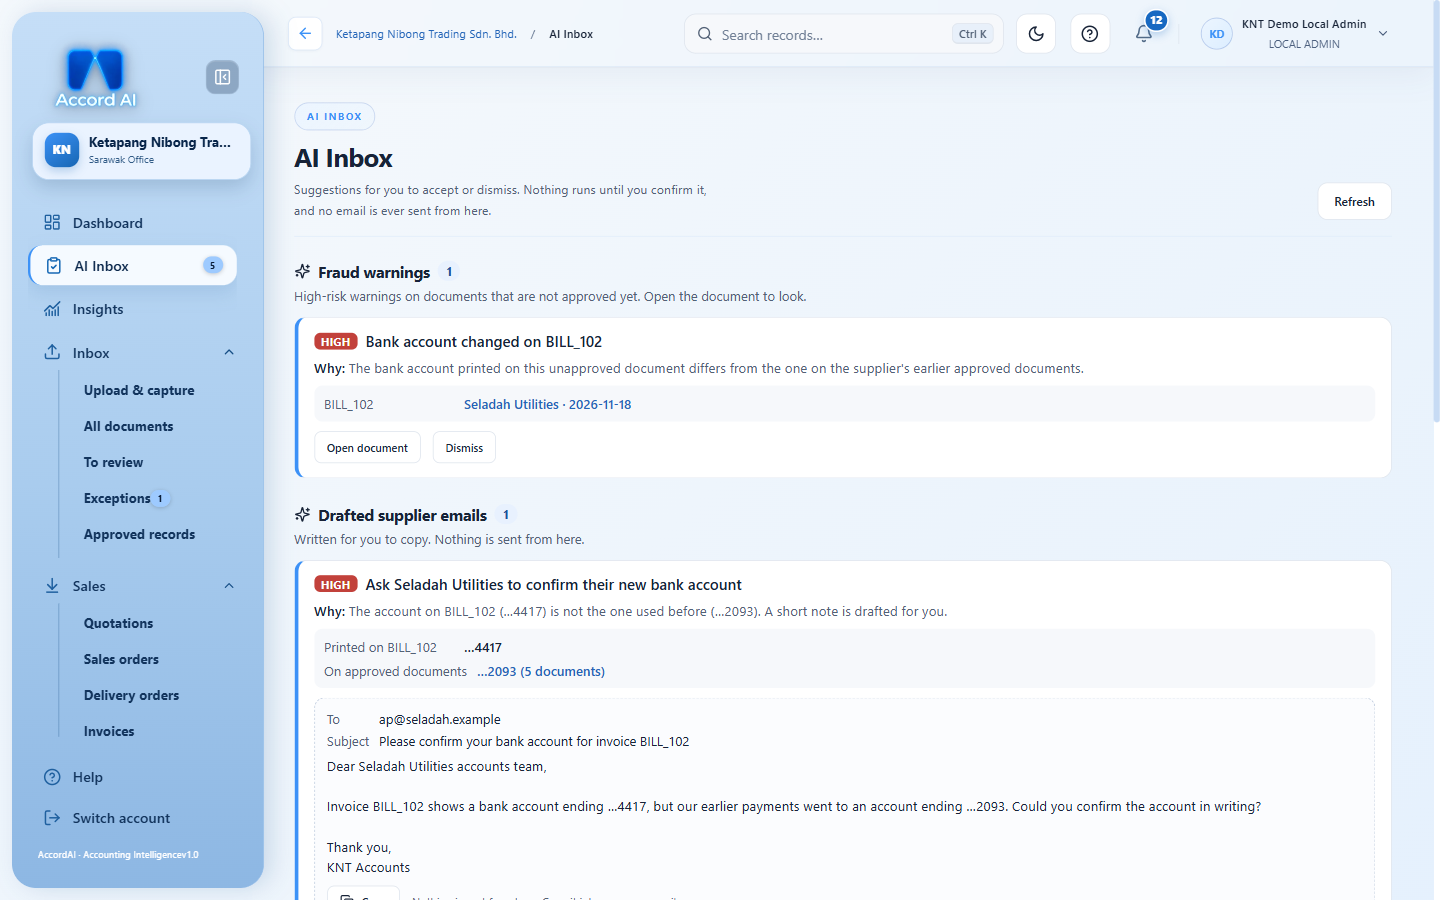 Accord AI
KN
Ketapang Nibong Tra...
Sarawak Office
Dashboard
AI Inbox 5
Insights
Inbox
Upload & capture
All documents
To review
Exceptions 1
Approved records
Sales
Quotations
Sales orders
Delivery orders
Invoices
Help
Switch account
AccordAI - Accounting Intelligencev1.0
Ketapang Nibong Trading Sdn. Bhd. / AI Inbox
Search records... Ctrl K
12
KD
KNT Demo Local Admin
LOCAL ADMIN
AI INBOX
AI Inbox
Suggestions for you to accept or dismiss. Nothing runs until you confirm it,
and no email is ever sent from here.
Refresh
Fraud warnings 1
High-risk warnings on documents that are not approved yet. Open the document to look.
HIGH Bank account changed on BILL_102
Why: The bank account printed on this unapproved document differs from the one on the supplier's earlier approved documents.
BILL_102 Seladah Utilities · 2026-11-18
Open document Dismiss
Drafted supplier emails 1
Written for you to copy. Nothing is sent from here.
HIGH Ask Seladah Utilities to confirm their new bank account
Why: The account on BILL_102 (...4417) is not the one used before (...2093). A short note is drafted for you.
Printed on BILL_102 ...4417
On approved documents ...2093 (5 documents)
To ap@seladah.example
Subject Please confirm your bank account for invoice BILL_102
Dear Seladah Utilities accounts team,
Invoice BILL_102 shows a bank account ending ...4417, but our earlier payments went to an account ending ...2093. Could you confirm the account in writing?
Thank you,
KNT Accounts